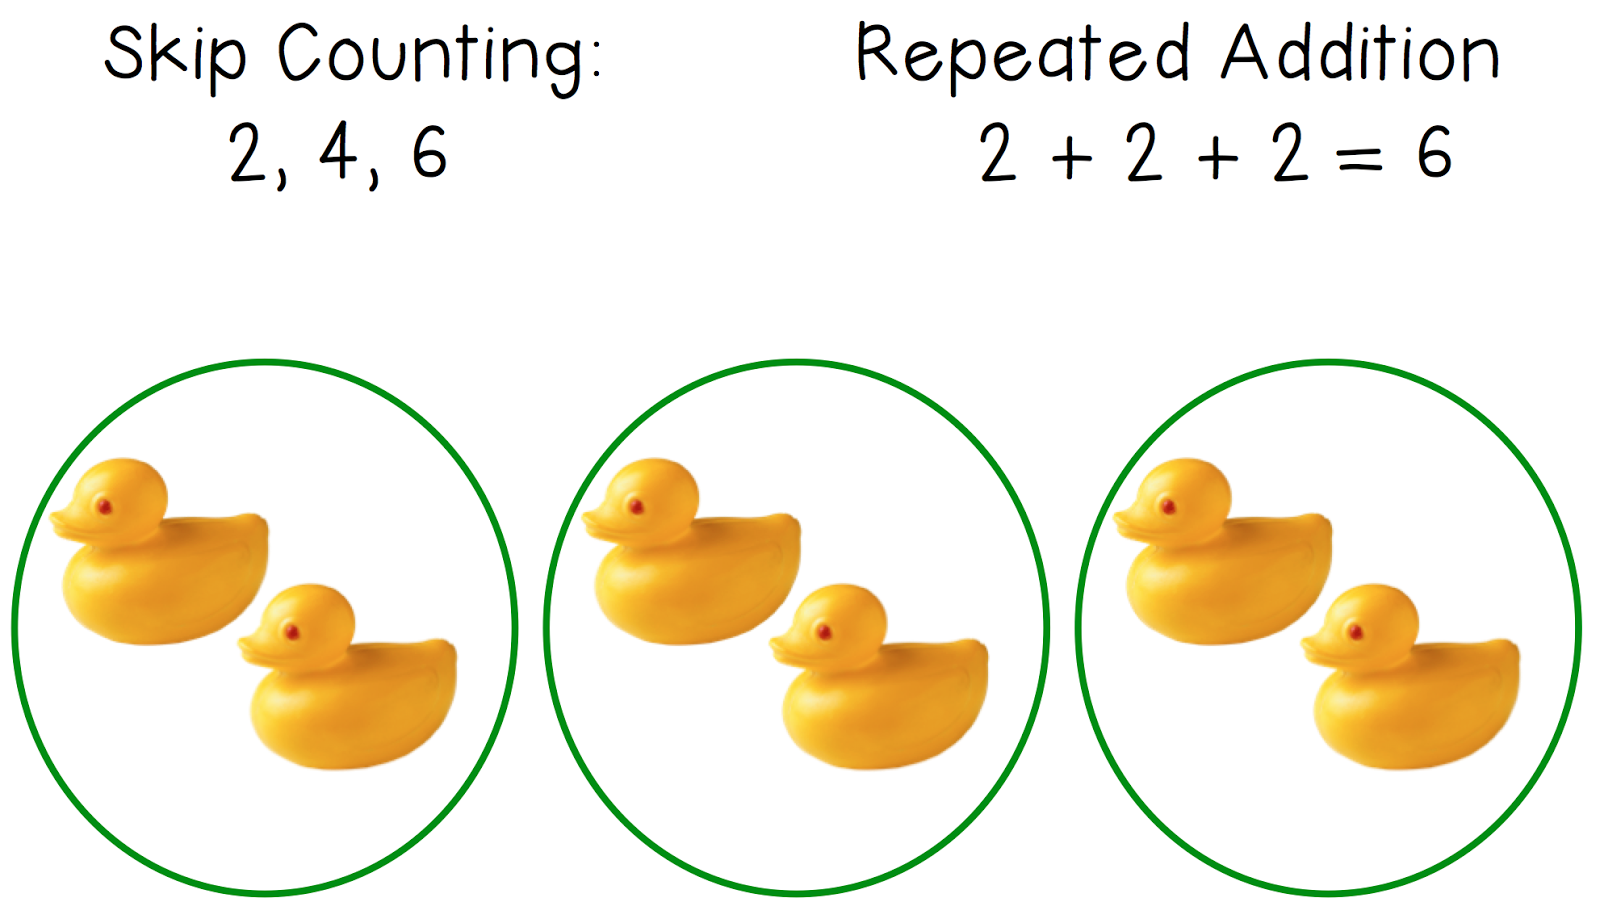 Skip Counting:
2, 4, 6
Repeated Addition
2 + 2 + 2 = 6